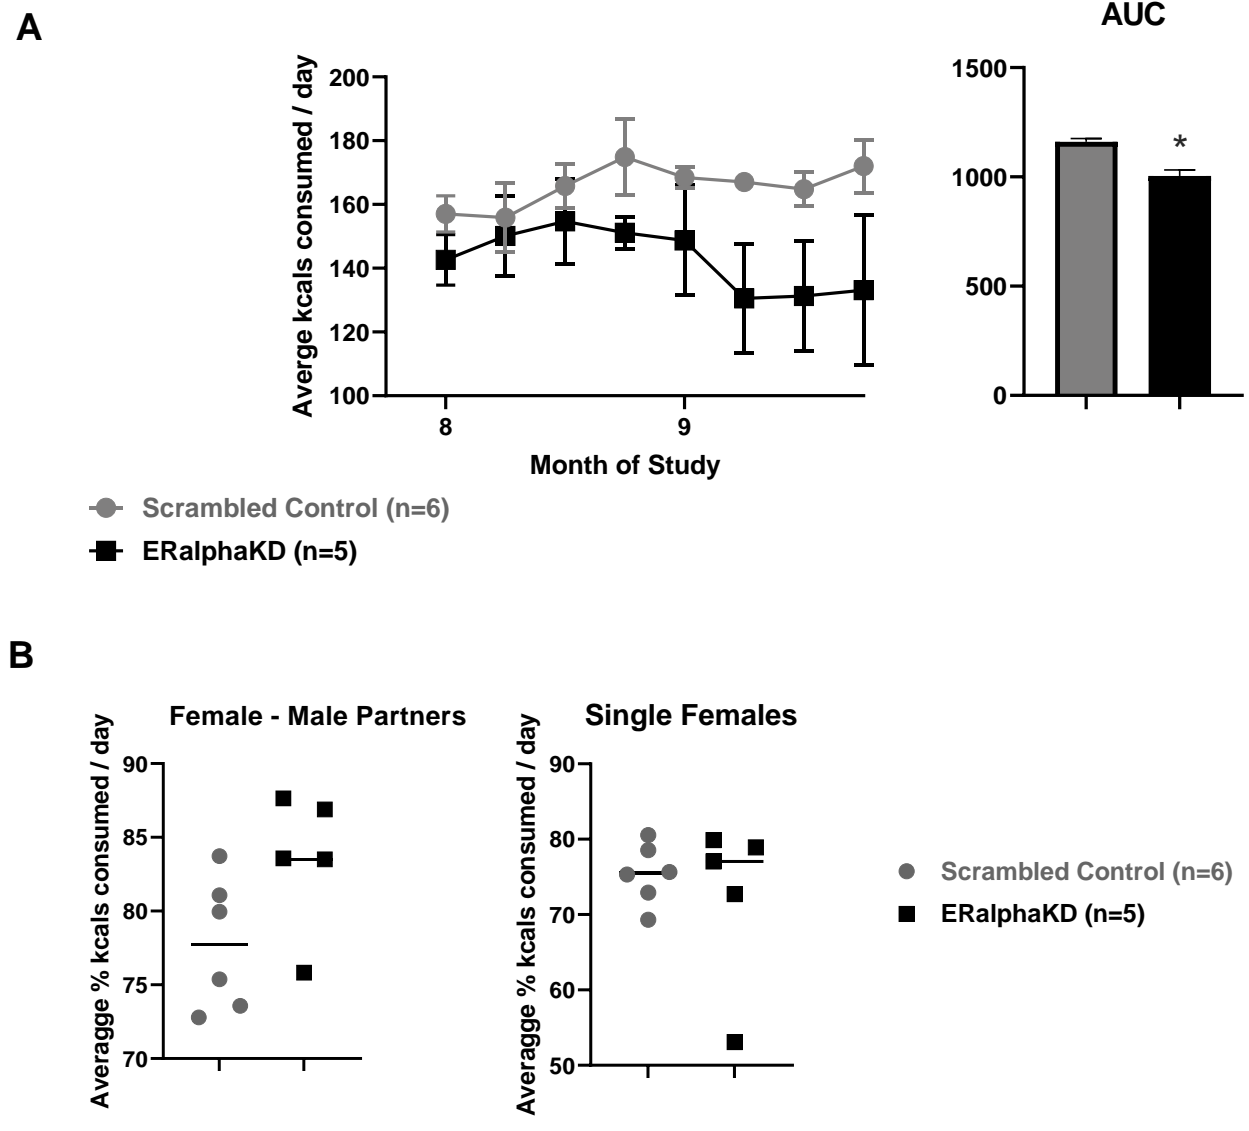 A
AUC
Averge kcals consumed / day
200
180
160
140
120
100
8
9
Month of Study
1500
1000
500
0
*
Scrambled Control (n=6)
ERalphaKD (n=5)
B
Female - Male Partners
Averagge % kcals consumed / day
90
85
80
75
70
Single Females
Averagge % kcals consumed / day
90
80
70
60
50
Scrambled Control (n=6)
ERalphaKD (n=5)